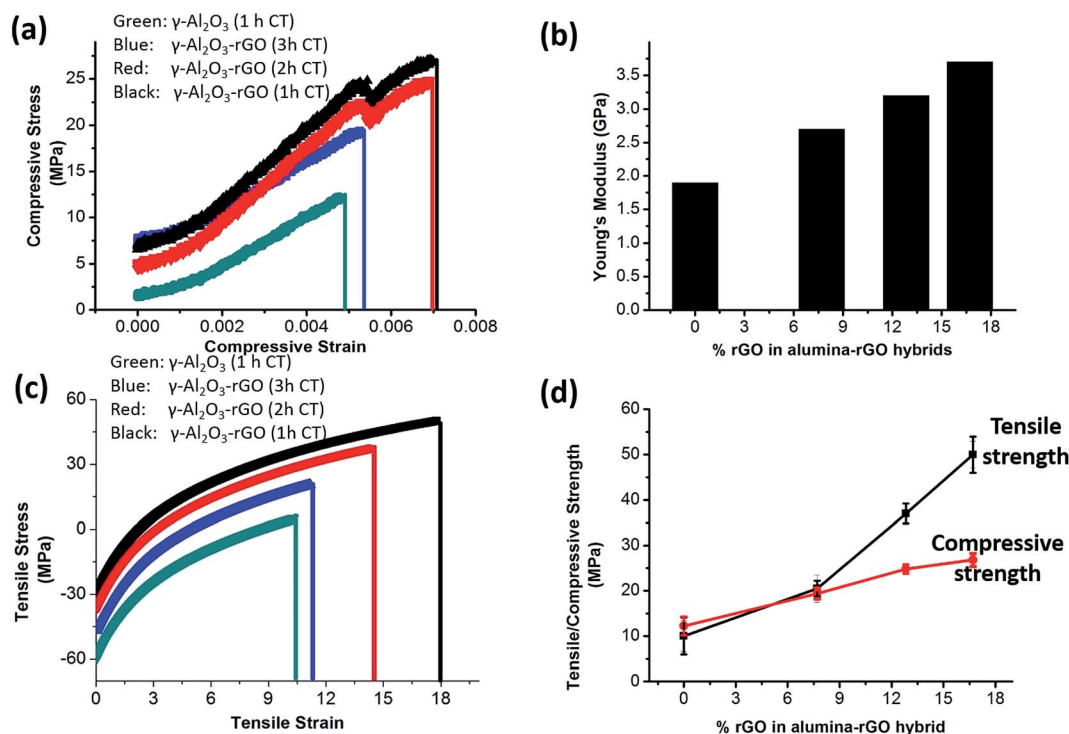 (a)
Green: γ-Al₂O₃ (1 h CT)
Blue: γ-Al₂O₃-rGO (3h CT)
Red: γ-Al₂O₃-rGO (2h CT)
Black: γ-Al₂O₃-rGO (1h CT)
Compressive Stress
(MPa)
25
20
15
10
5
0
0.000 0.002 0.004 0.006 0.008
Compressive Strain
(b)
Young's Modulus (GPa)
3.5
3.0
2.5
2.0
1.5
1.0
0.5
0.0
0 3 6 9 12 15 18
% rGO in alumina-rGO hybrids
(c)
Green: γ-Al₂O₃ (1 h CT)
Blue: γ-Al₂O₃-rGO (3h CT)
Red: γ-Al₂O₃-rGO (2h CT)
Black: γ-Al₂O₃-rGO (1h CT)
Tensile Stress
(MPa)
60
30
0
-30
-60
0 3 6 9 12 15 18
Tensile Strain
(d)
Tensile/Compressive Strength
(MPa)
60
50
40
30
20
10
0
0 3 6 9 12 15 18
% rGO in alumina-rGO hybrid
Tensile
strength
Compressive
strength